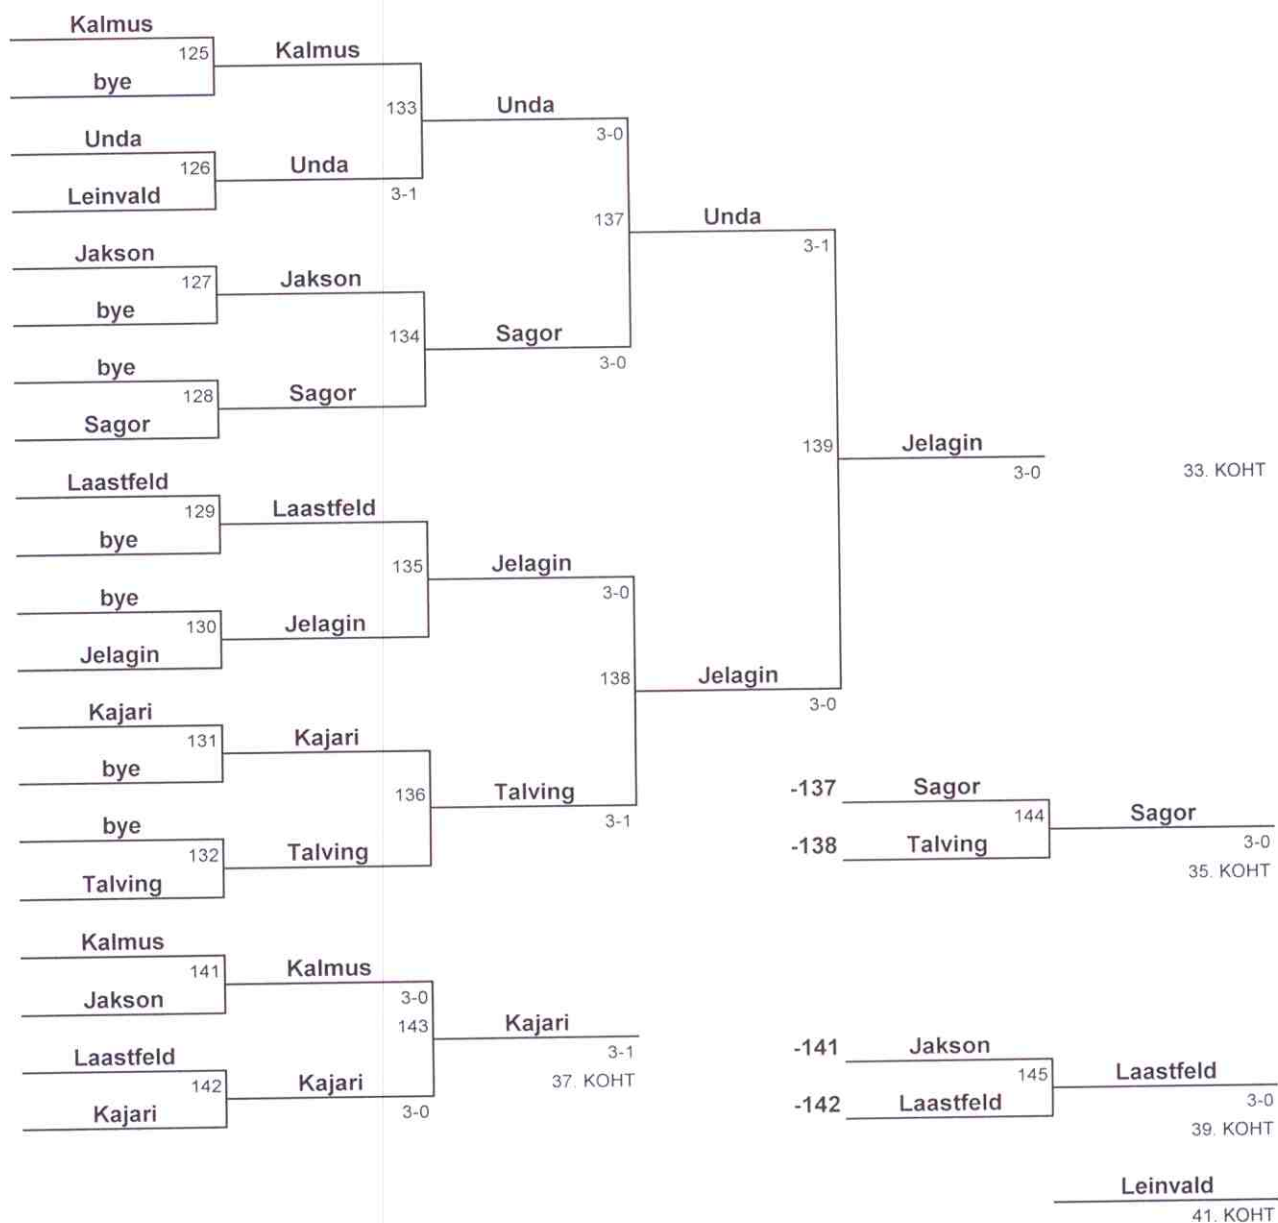 Kalmus
125
Kalmus
bye
133
Unda
3-0
Unda
126
Unda
Leinvald
3-1
137
Unda
3-1
Jakson
127
Jakson
bye
134
Sagor
3-0
bye
128
Sagor
Sagor
139
Jelagin
3-0
33. KOHT
Laastfeld
129
Laastfeld
bye
135
Jelagin
3-0
bye
130
Jelagin
Jelagin
138
Jelagin
3-0
Kajari
131
Kajari
bye
136
Talving
3-1
bye
132
Talving
Talving
-137
Sagor
144
Sagor
-138
Talving
3-0
35. KOHT
Kalmus
141
Kalmus
Jakson
3-0
143
Kajari
3-1
37. KOHT
Laastfeld
142
Kajari
Kajari
3-0
-141
Jakson
145
Laastfeld
-142
Laastfeld
3-0
39. KOHT
Leinvald
41. KOHT